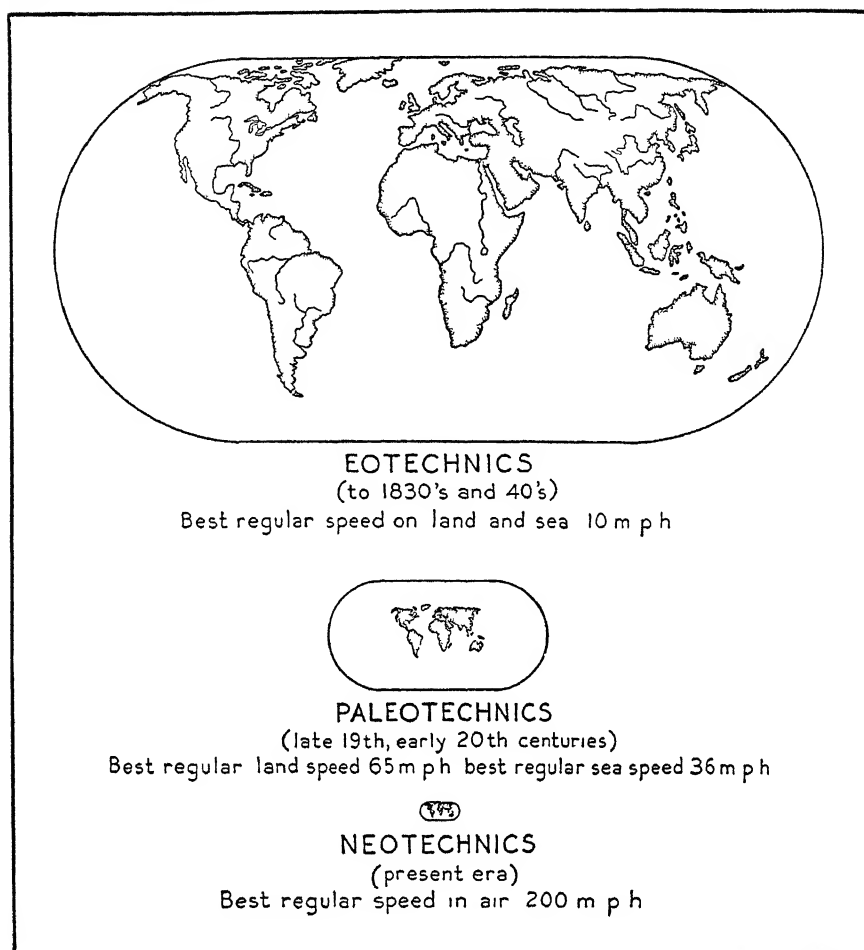 EOTECHNICS
(to 1830's and 40's)
Best regular speed on land and sea 10 m p h
PALEOTECHNICS
(late 19th, early 20th centuries)
Best regular land speed 65 m ph best regular sea speed 36 m p h
NEOTECHNICS
(present era)
Best regular speed in air 200 m p h